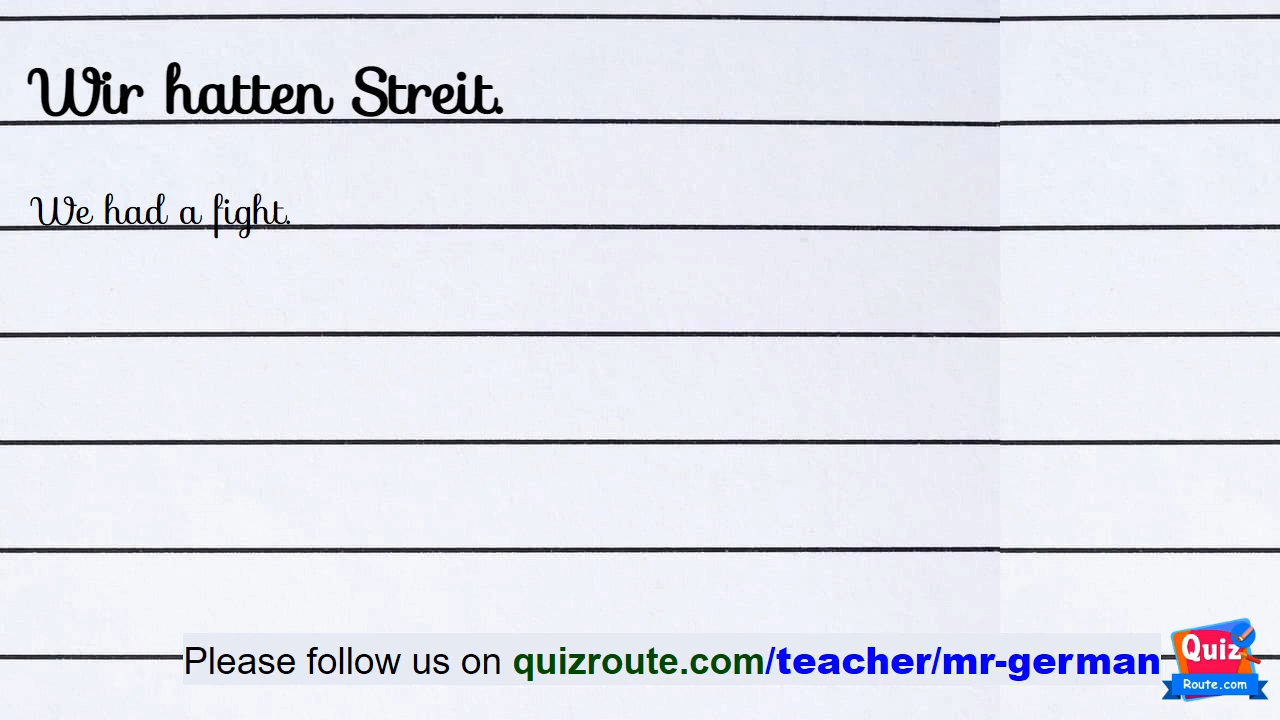 Wir hatten Streit.
We had a fight.
Please follow us on quizroute.com/teacher/mr-german
Quiz
Route.com